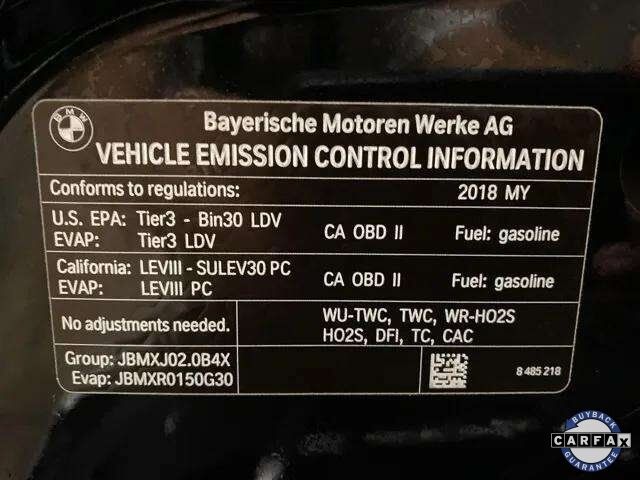 BMW
Bayerische Motoren Werke AG
VEHICLE EMISSION CONTROL INFORMATION
Conforms to regulations: 2018 MY
U.S. EPA: Tier3 - Bin30 LDV CA OBD II Fuel: gasoline
EVAP: Tier3 LDV
California: LEVIII - SULEV30 PC CA OBD II Fuel: gasoline
EVAP: LEVIII PC
No adjustments needed.
WU-TWC, TWC, WR-HO2S
HO2S, DFI, TC, CAC
Group: JBMXJ02.0B4X
Evap: JBMXR0150G30
8 485 218
BUYBACK
CARFAX
GUARANTEE